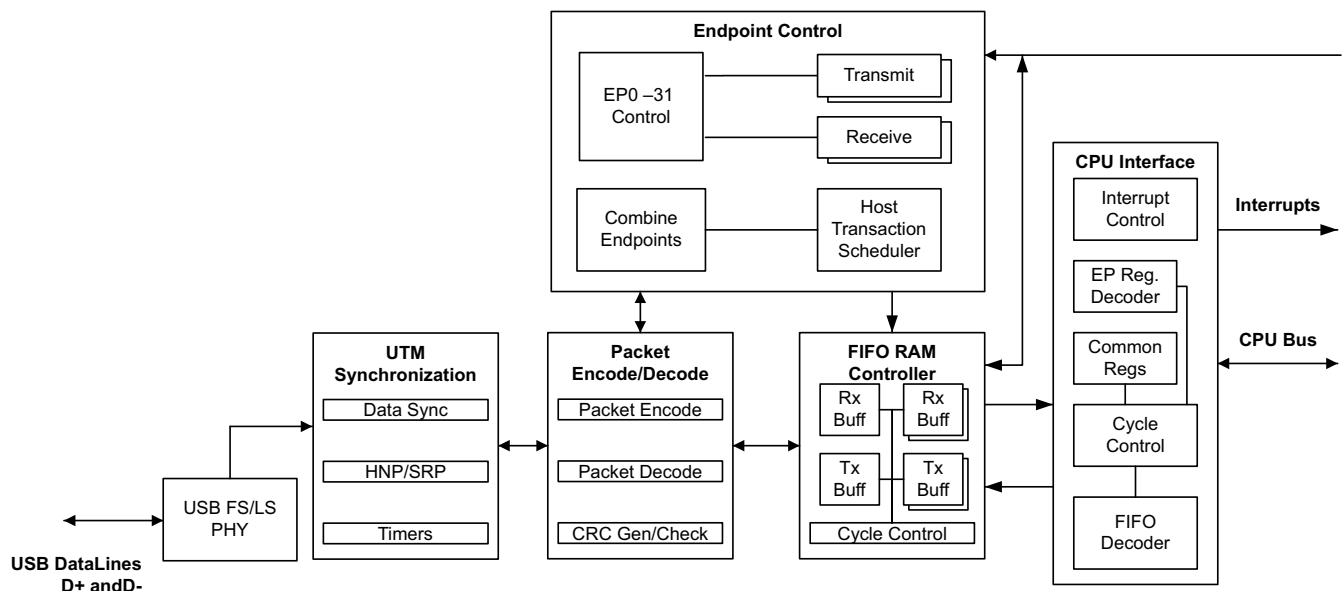 Endpoint Control
EP0 –31
Control
Transmit
Receive
Combine
Endpoints
Host
Transaction
Scheduler
CPU Interface
Interrupt
Control
Interrupts
EP Reg.
Decoder
Common
Regs
CPU Bus
Cycle
Control
FIFO
Decoder
UTM
Synchronization
Data Sync
HNP/SRP
Timers
Packet
Encode/Decode
Packet Encode
Packet Decode
CRC Gen/Check
FIFO RAM
Controller
Rx
Buff
Rx
Buff
Tx
Buff
Tx
Buff
Cycle Control
USB FS/LS
PHY
USB DataLines
D+ andD-